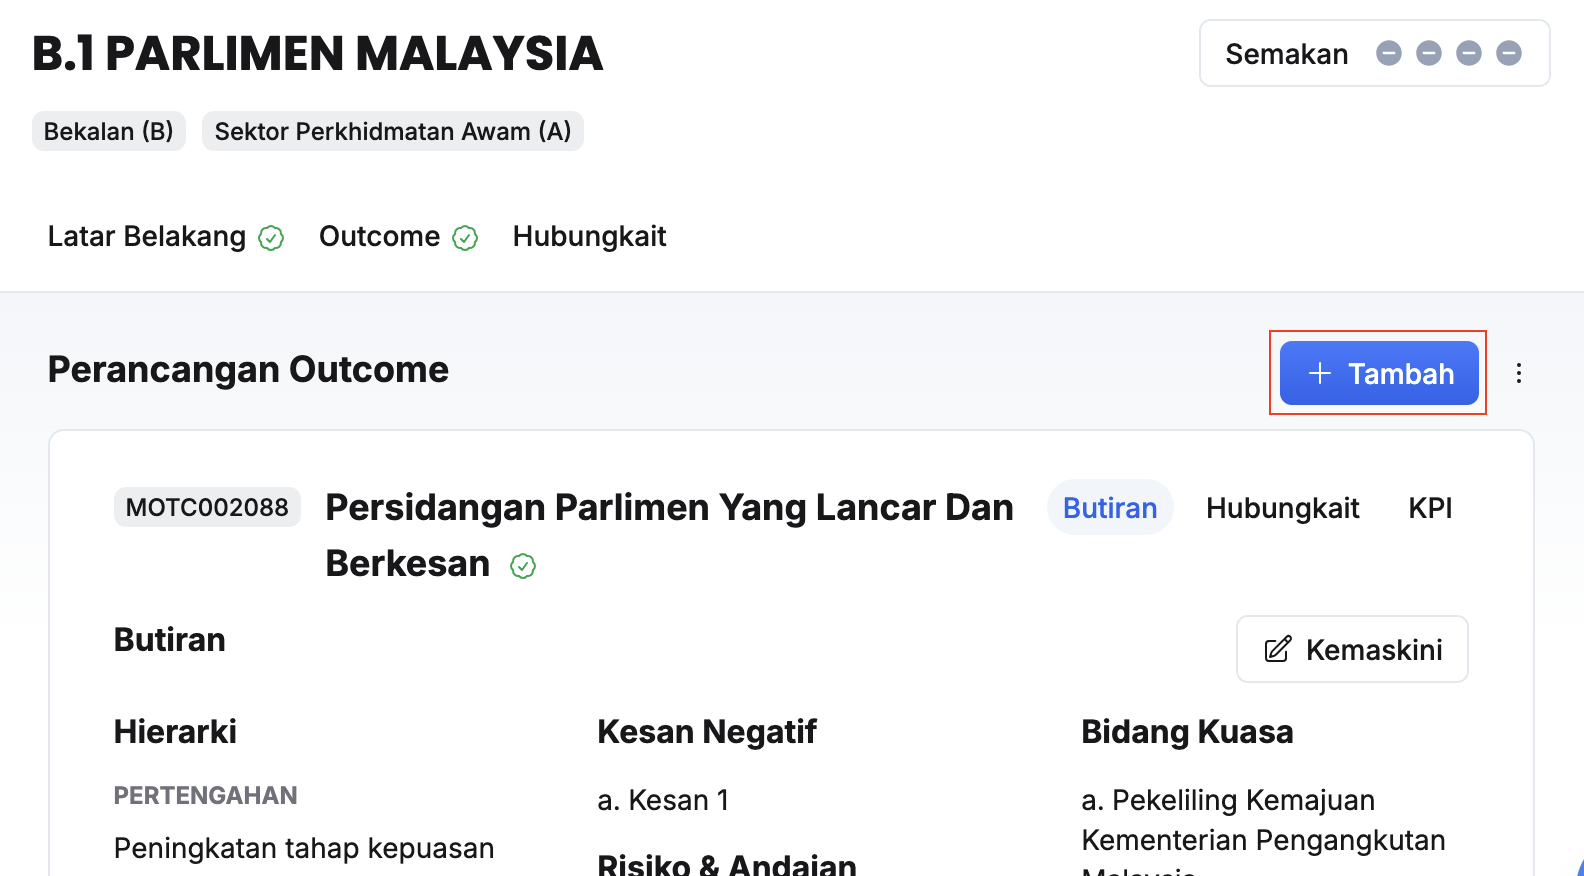 B.1 PARLIMEN MALAYSIA
Semakan
Bekalan (B) Sektor Perkhidmatan Awam (A)
Latar Belakang Outcome Hubungkait
Perancangan Outcome
+ Tambah
MOTC002088
Persidangan Parlimen Yang Lancar Dan
Berkesan
Butiran Hubungkait KPI
Butiran
Kemaskini
Hierarki
PERTENGAHAN
Peningkatan tahap kepuasan
Kesan Negatif
a. Kesan 1
Risiko & Andaian
Bidang Kuasa
a. Pekeliling Kemajuan
Kementerian Pengangkutan
Malaysia